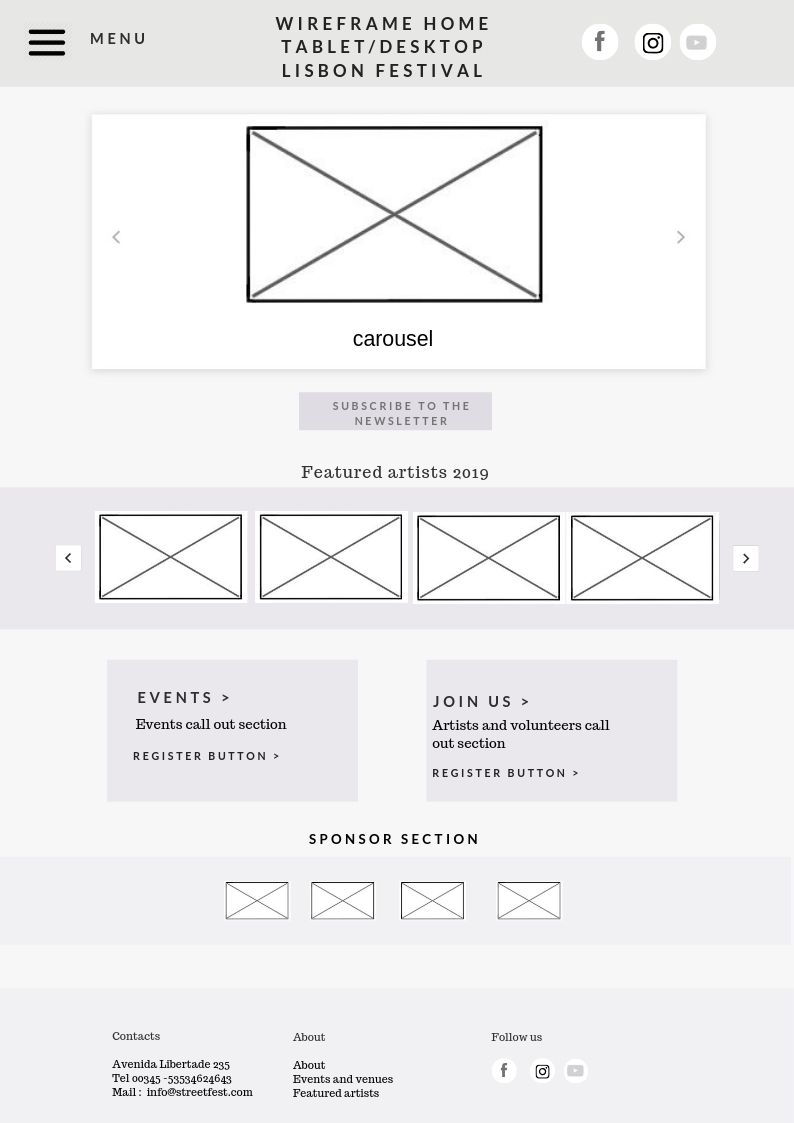 MENU
WIREFRAME HOME
TABLET/DESKTOP
LISBON FESTIVAL
carousel
SUBSCRIBE TO THE
NEWSLETTER
Featured artists 2019
EVENTS >
Events call out section
REGISTER BUTTON >
JOIN US >
Artists and volunteers call
out section
REGISTER BUTTON >
SPONSOR SECTION
Contacts
Avenida Libertade 235
Tel 00345 -53534624643
Mail : info@streetfest.com
About
About
Events and venues
Featured artists
Follow us